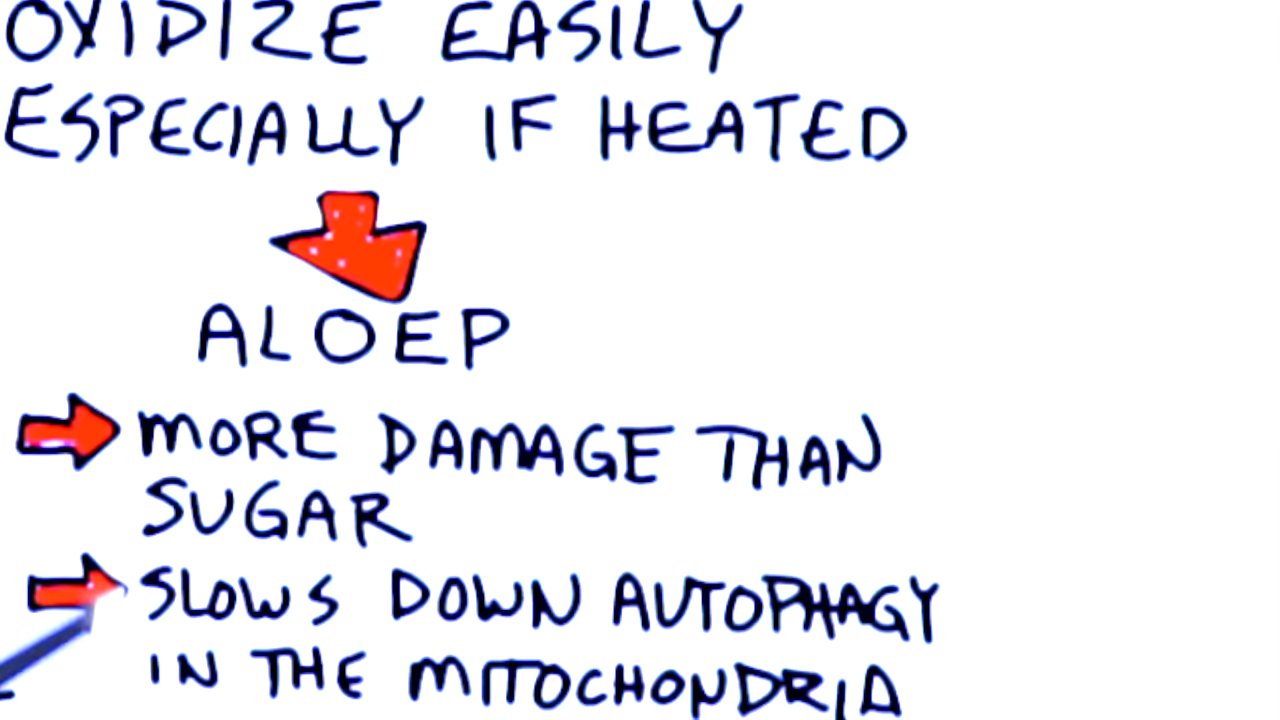 OXIDIZE EASILY
ESPECIALLY IF HEATED
ALOEP
MORE DAMAGE THAN
SUGAR
SLOWS DOWN AUTOPHAGY
IN THE MITOCHONDRIA